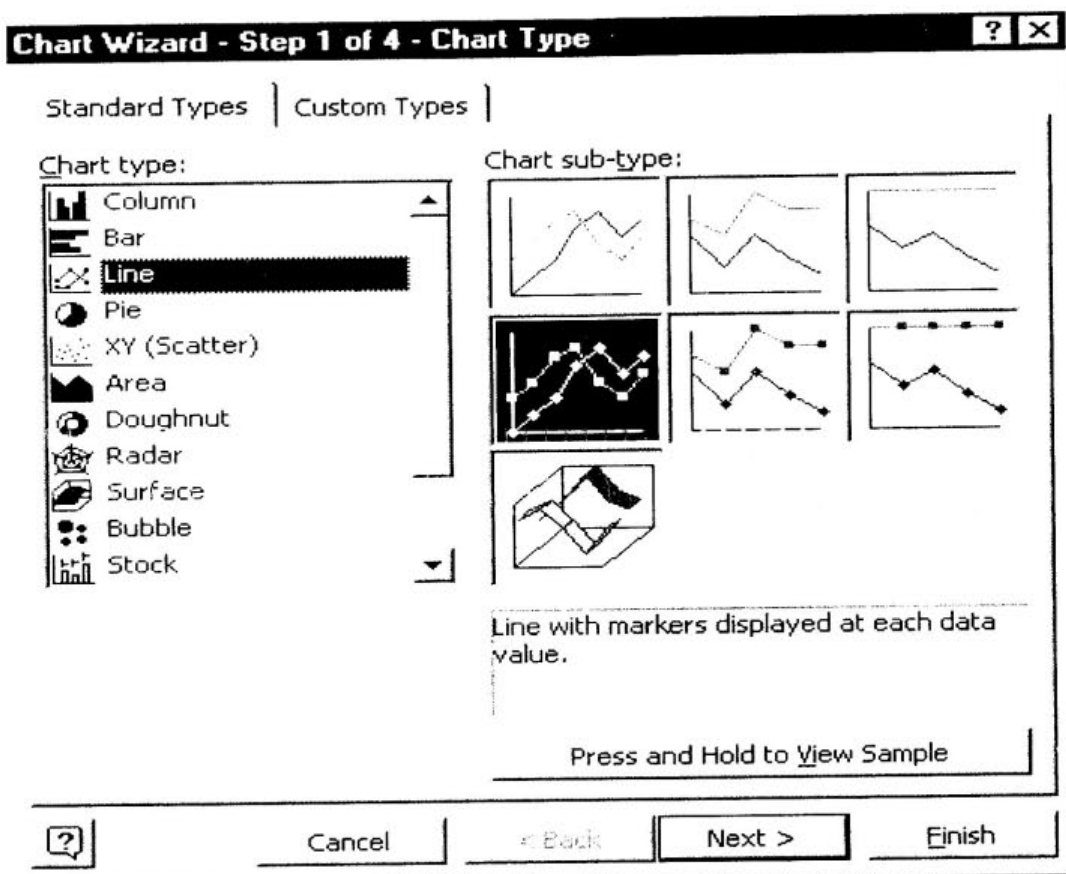 Chart Wizard - Step 1 of 4 - Chart Type
? X
Standard Types
Custom Types
Chart type:
Column
Bar
Line
Pie
XY (Scatter)
Area
Doughnut
Radar
Surface
Bubble
Stock
Chart sub-type:
Line with markers displayed at each data
value.
Press and Hold to View Sample
?
Cancel
< Back
Next >
Finish